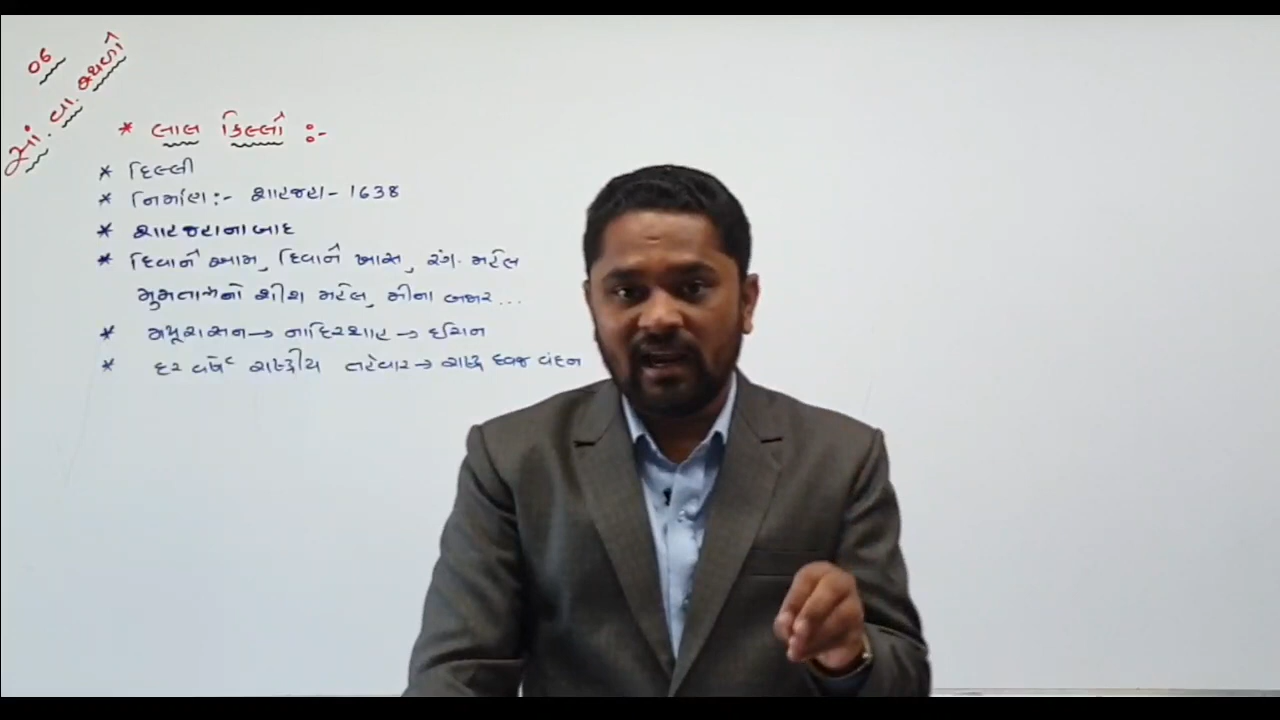 06
સાં. વા. સ્થળો
* લાલ કિલ્લો :-
* દિલ્લી
* નિર્માણ :- શાહજહા - 1638
* શાહજહાનાબાદ
* દિવાને આમ, દિવાને ખાસ, રંગ મહેલ
મુમતાજનો શીશ મહેલ, મીના બજાર...
* મયૂરાસન → નાદિરશાહ → ઈરાન
* દર વર્ષે રાષ્ટ્રીય તહેવાર → રાષ્ટ્ર ધ્વજ વંદન